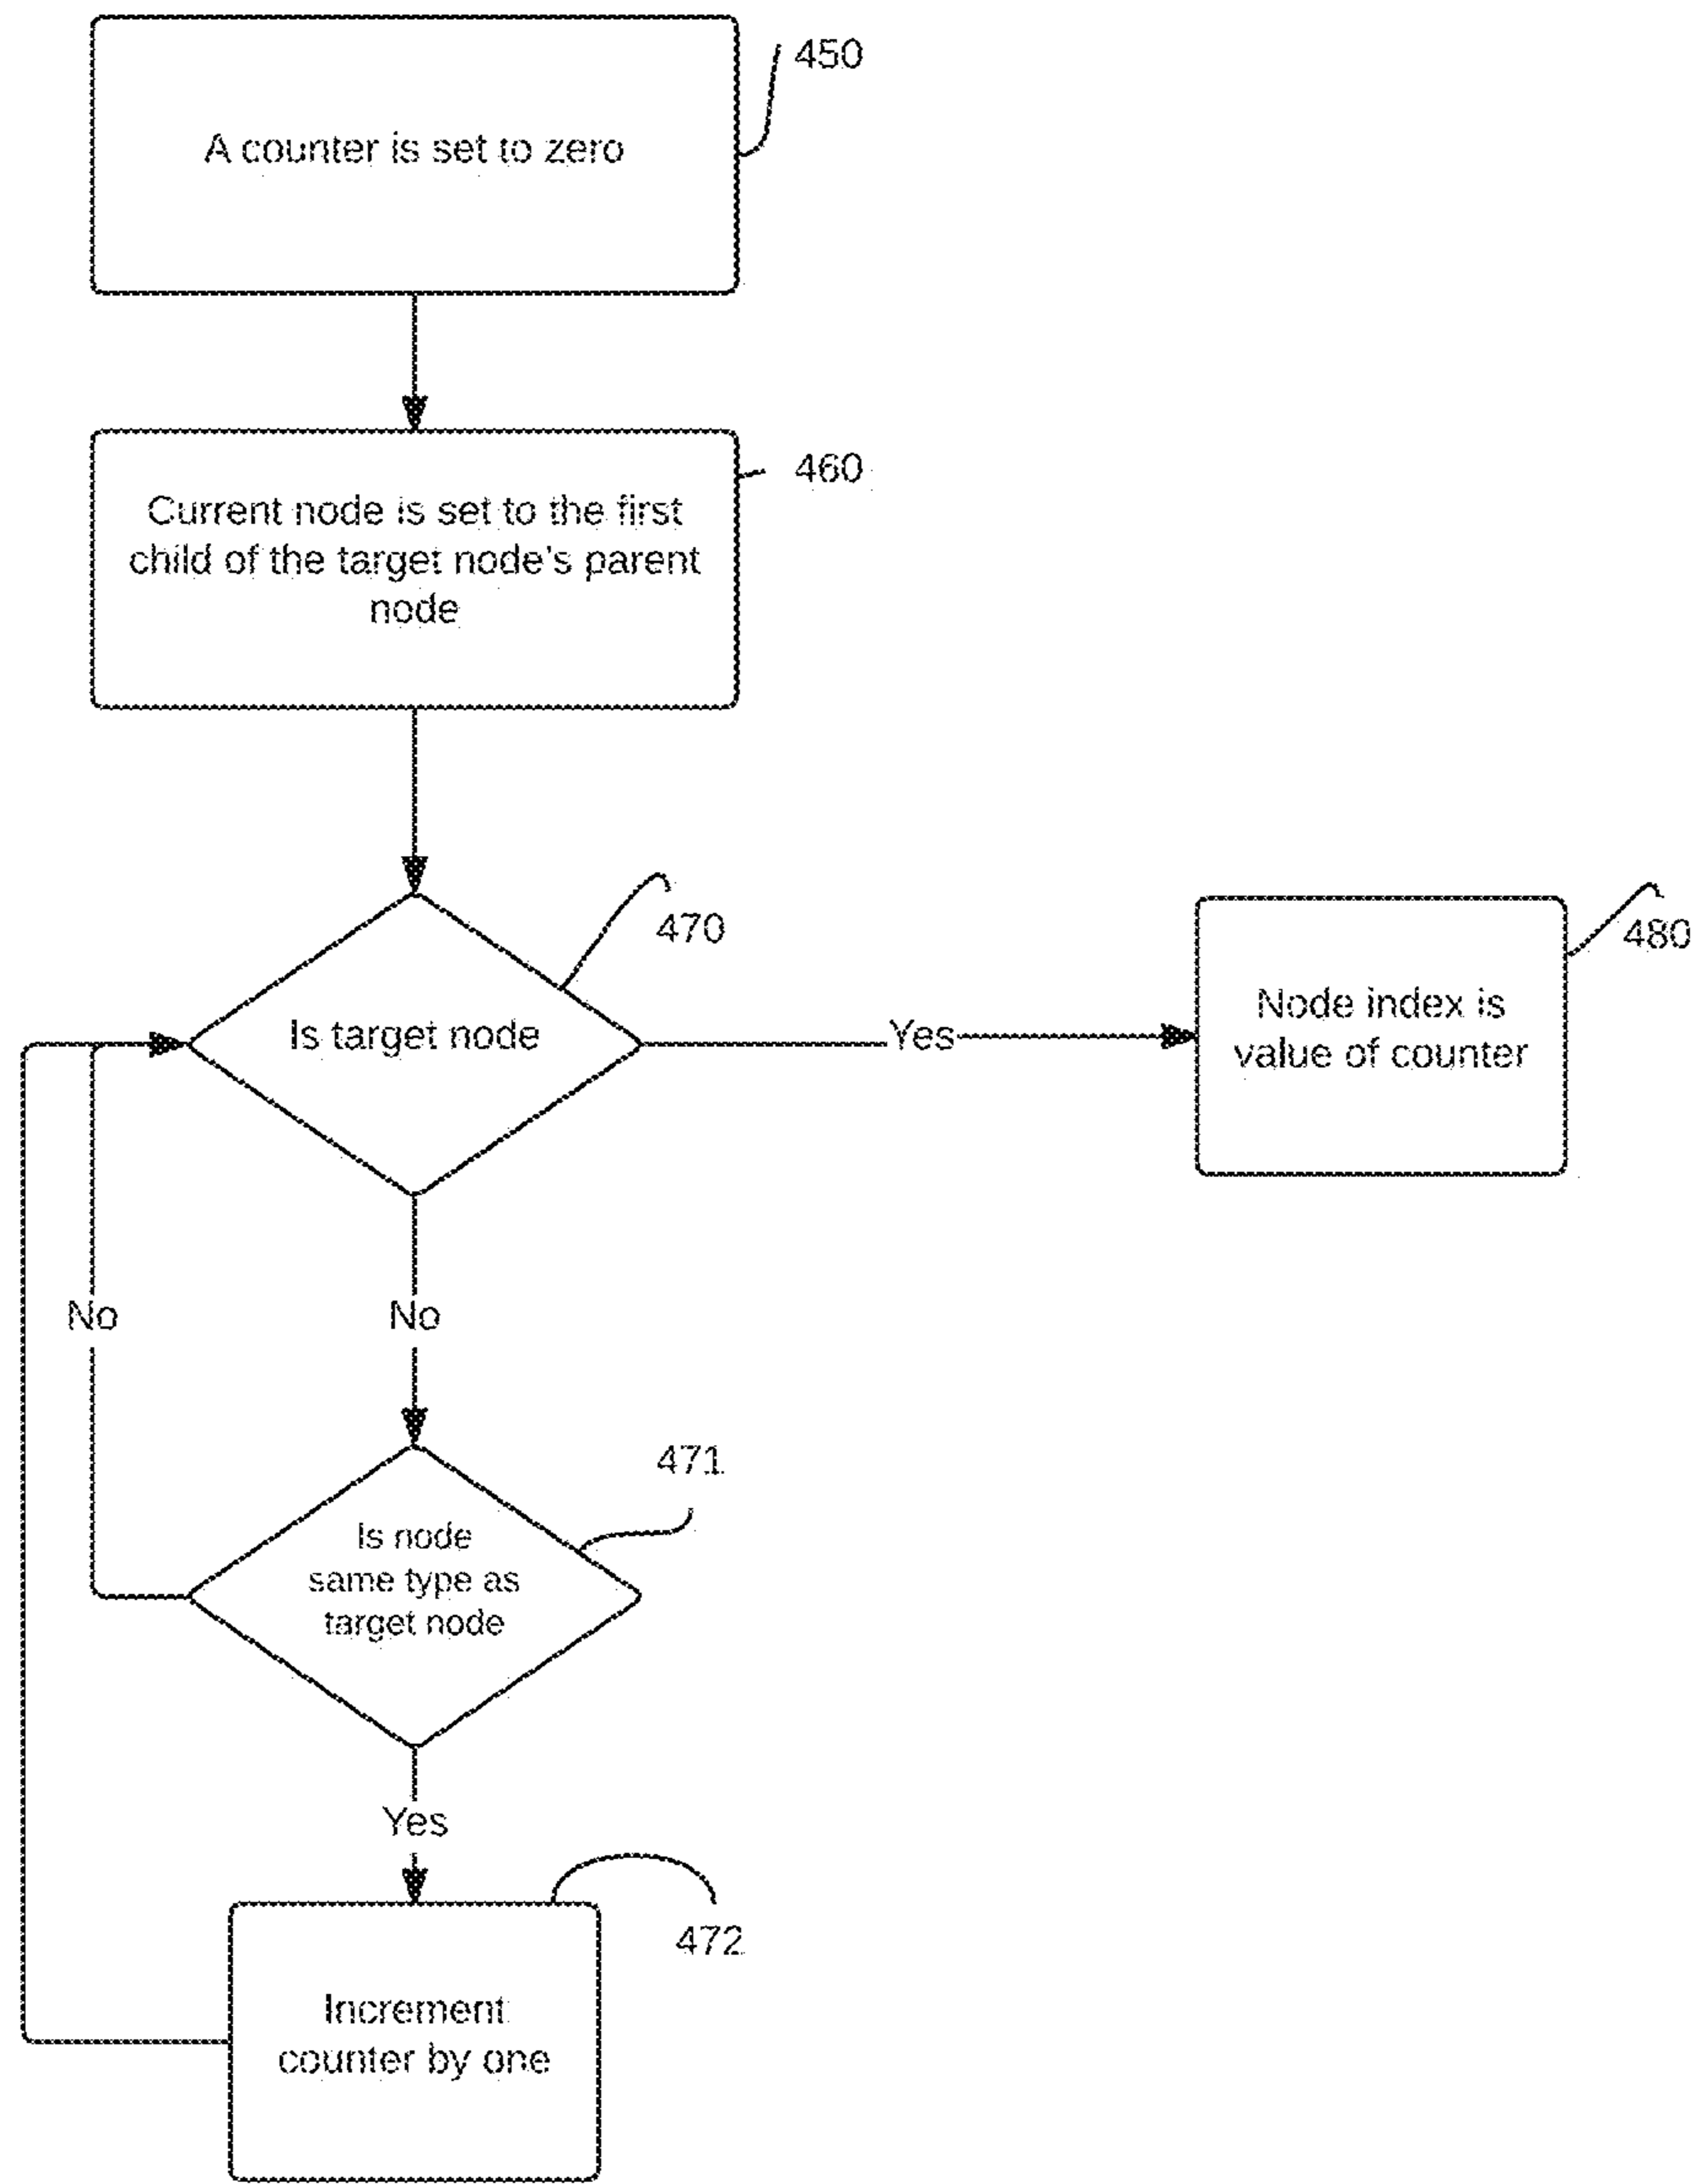 450
A counter is set to zero
460
Current node is set to the first
child of the target node's parent
node
470
480
Is target node
Yes
Node index is
value of counter
No
No
471
Is node
same type as
target node
Yes
472
Increment
counter by one